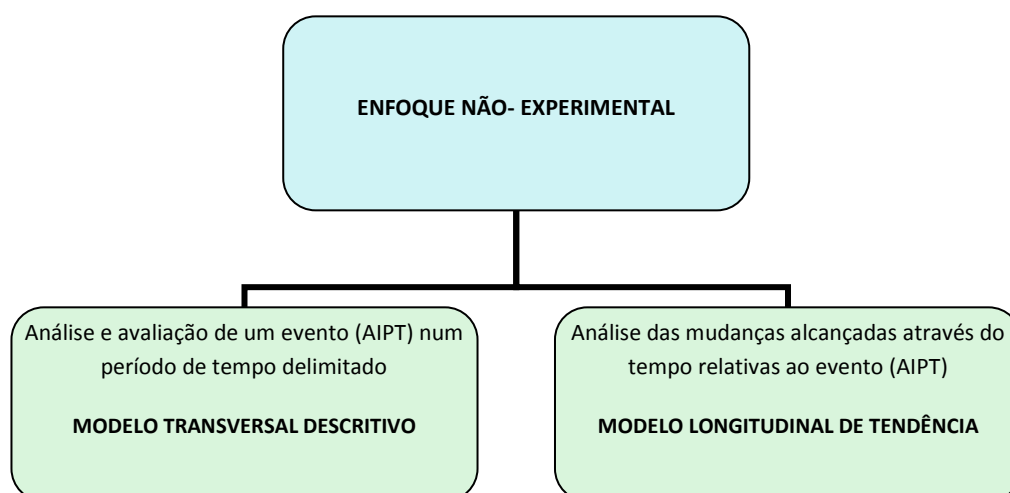 ENFOQUE NÃO- EXPERIMENTAL
Análise e avaliação de um evento (AIPT) num
período de tempo delimitado
MODELO TRANSVERSAL DESCRITIVO
Análise das mudanças alcançadas através do
tempo relativas ao evento (AIPT)
MODELO LONGITUDINAL DE TENDÊNCIA